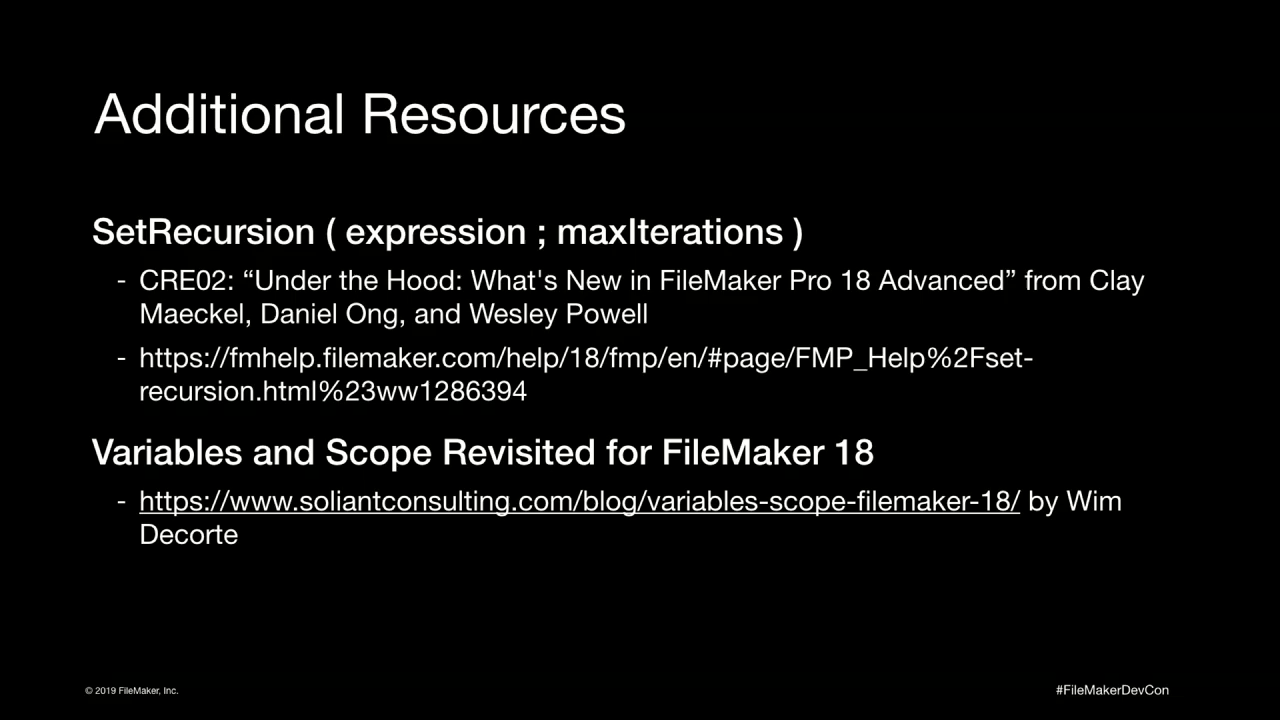 Additional Resources
SetRecursion ( expression ; maxIterations )
- CRE02: “Under the Hood: What's New in FileMaker Pro 18 Advanced” from Clay
Maeckel, Daniel Ong, and Wesley Powell
- https://fmhelp.filemaker.com/help/18/fmp/en/#page/FMP_Help%2Fset-
recursion.html%23ww1286394
Variables and Scope Revisited for FileMaker 18
- https://www.soliantconsulting.com/blog/variables-scope-filemaker-18/ by Wim
Decorte
© 2019 FileMaker, Inc.
#FileMakerDevCon